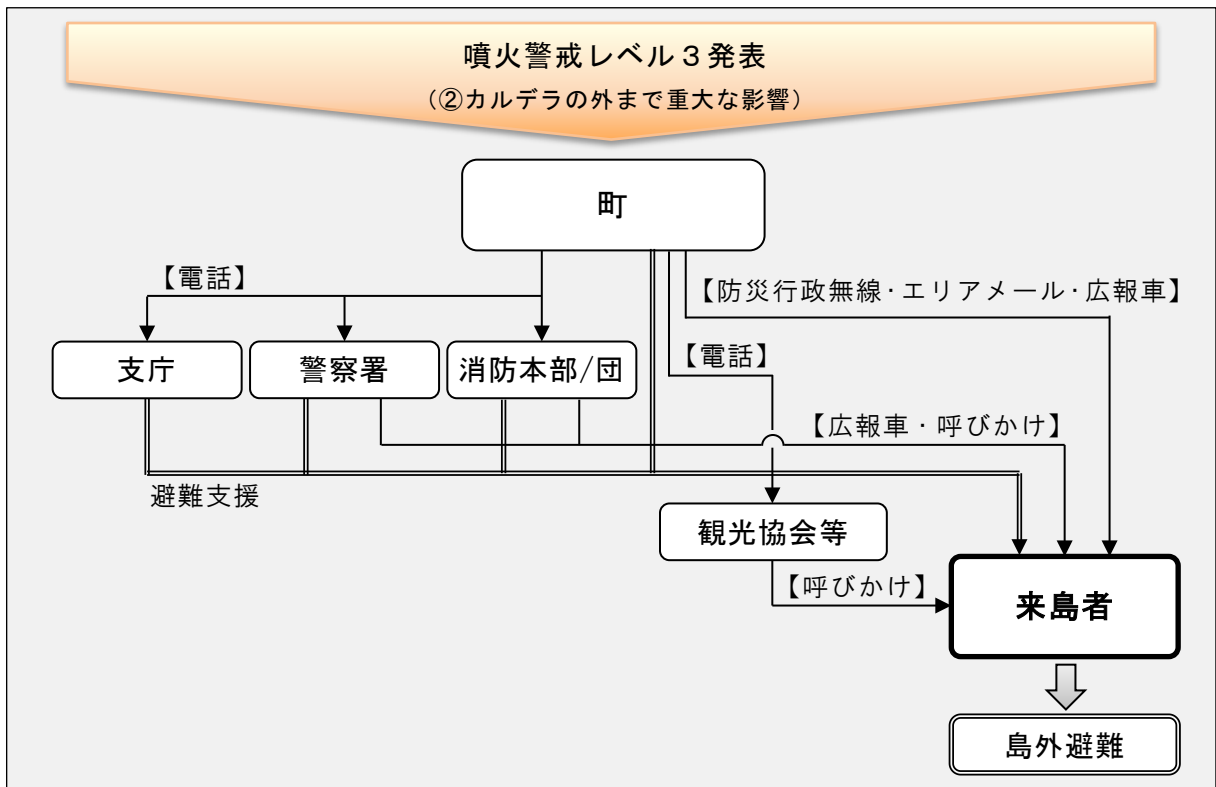 噴火警戒レベル３発表
（②カルデラの外まで重大な影響）
町
【電話】
【防災行政無線・エリアメール・広報車】
支庁
警察署
消防本部/団
【電話】
【広報車・呼びかけ】
避難支援
観光協会等
【呼びかけ】
来島者
島外避難